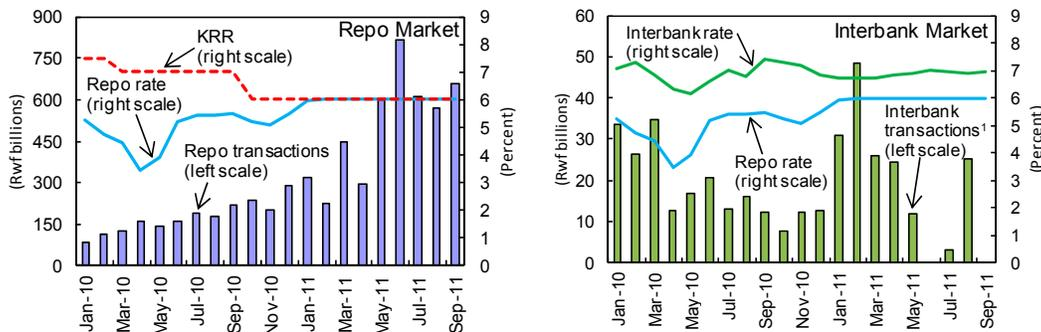 Repo Market
900
750
600
450
300
150
0
(Rwf billions)
KRR
(right scale)
Repo rate
(right scale)
Repo transactions
(left scale)
9
8
7
6
5
4
3
2
1
0
(Percent)
Jan-10
Mar-10
May-10
Jul-10
Sep-10
Nov-10
Jan-11
Mar-11
May-11
Jul-11
Sep-11
Interbank Market
60
50
40
30
20
10
0
(Rwf billions)
Interbank rate
(right scale)
Repo rate
(right scale)
Interbank
transactions¹
(left scale)
9
8
7
6
5
4
3
2
1
0
(Percent)
Jan-10
Mar-10
May-10
Jul-10
Sep-10
Nov-10
Jan-11
Mar-11
May-11
Jul-11
Sep-11